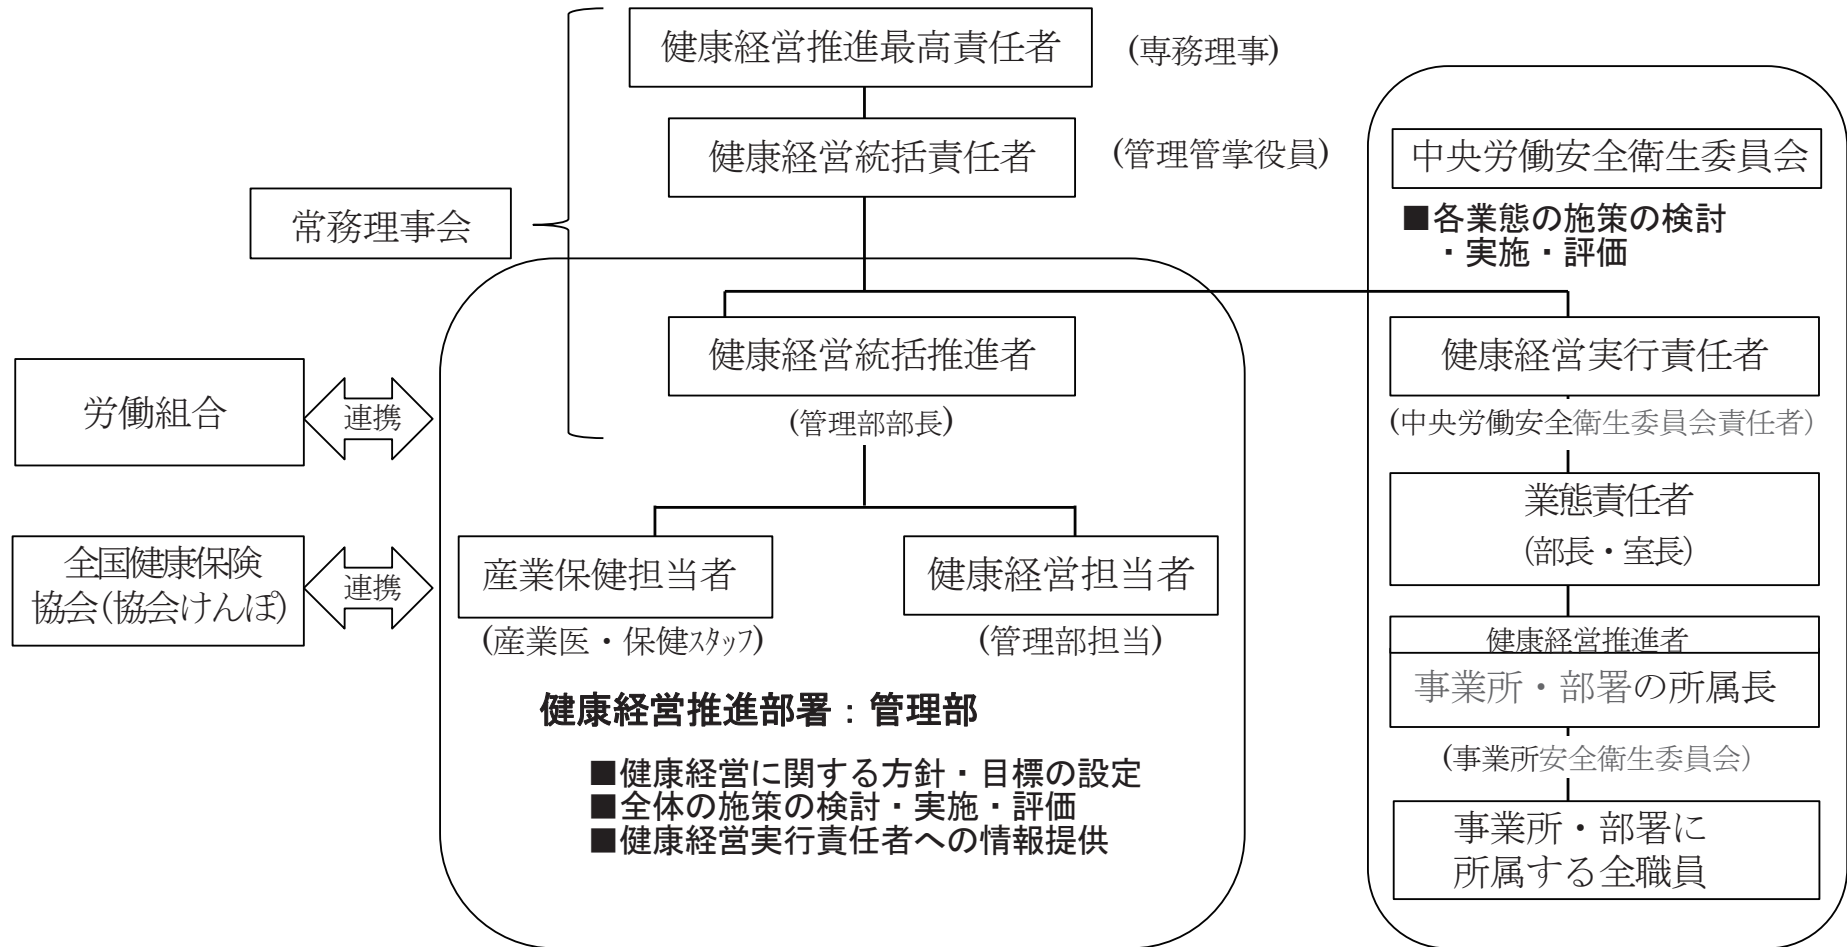 健康経営推進最高責任者
(専務理事)
健康経営統括責任者
(管理管掌役員)
常務理事会
健康経営統括推進者
(管理部部長)
労働組合
連携
全国健康保険
協会(協会けんぽ)
連携
産業保健担当者
(産業医・保健ｽﾀｯﾌ)
健康経営担当者
(管理部担当)
健康経営推進部署：管理部
■健康経営に関する方針・目標の設定
■全体の施策の検討・実施・評価
■健康経営実行責任者への情報提供
中央労働安全衛生委員会
■各業態の施策の検討
・実施・評価
健康経営実行責任者
(中央労働安全衛生委員会責任者)
業態責任者
(部長・室長)
健康経営推進者
事業所・部署の所属長
(事業所安全衛生委員会)
事業所・部署に
所属する全職員